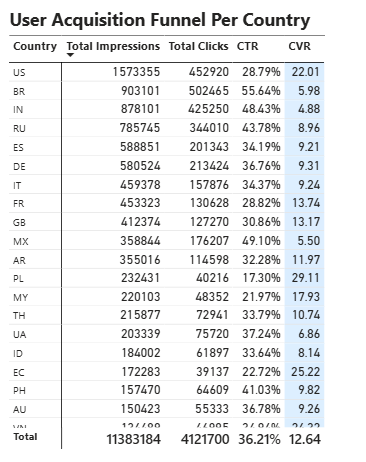 User Acquisition Funnel Per Country
Country Total Impressions Total Clicks CTR CVR
US 1573355 452920 28.79% 22.01
BR 903101 502465 55.64% 5.98
IN 878101 425250 48.43% 4.88
RU 785745 344010 43.78% 8.96
ES 588851 201343 34.19% 9.21
DE 580524 213424 36.76% 9.31
IT 459378 157876 34.37% 9.24
FR 453323 130628 28.82% 13.74
GB 412374 127270 30.86% 13.17
MX 358844 176207 49.10% 5.50
AR 355016 114598 32.28% 11.97
PL 232431 40216 17.30% 29.11
MY 220103 48352 21.97% 17.93
TH 215877 72941 33.79% 10.74
UA 203339 75720 37.24% 6.86
ID 184002 61897 33.64% 8.14
EC 172283 39137 22.72% 25.22
PH 157470 64609 41.03% 9.82
AU 150423 55333 36.78% 9.26
Total 11383184 4121700 36.21% 12.64